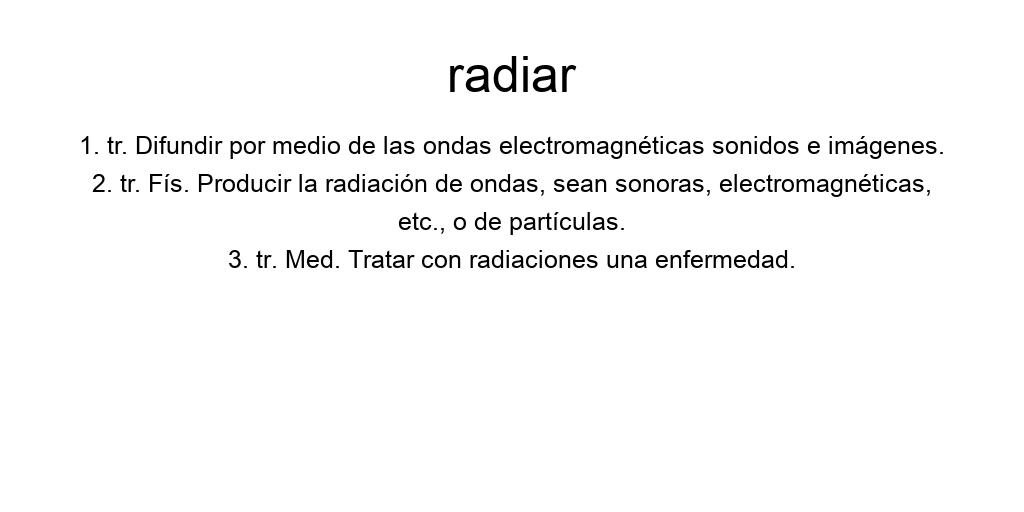 radiar
1. tr. Difundir por medio de las ondas electromagnéticas sonidos e imágenes.
2. tr. Fís. Producir la radiación de ondas, sean sonoras, electromagnéticas,
etc., o de partículas.
3. tr. Med. Tratar con radiaciones una enfermedad.